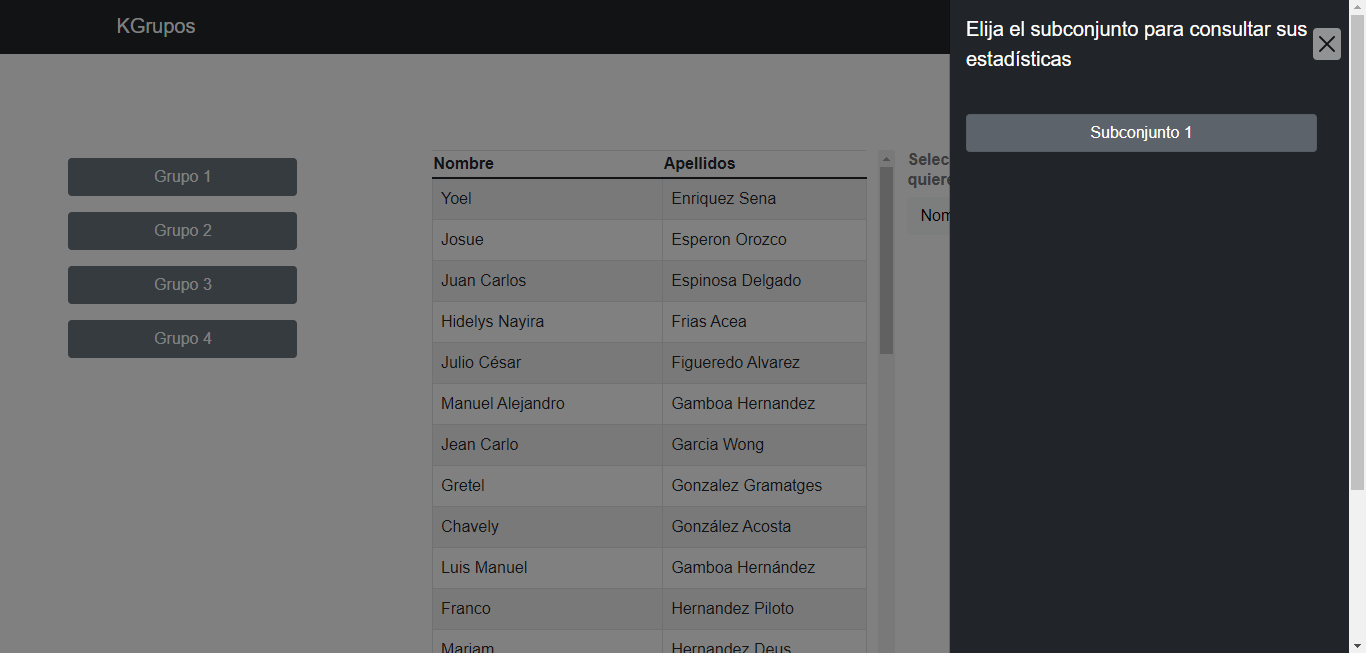 KGrupos
Elija el subconjunto para consultar sus
estadísticas
Subconjunto 1
Grupo 1
Grupo 2
Grupo 3
Grupo 4
Nombre Apellidos
Yoel Enriquez Sena
Josue Esperon Orozco
Juan Carlos Espinosa Delgado
Hidelys Nayira Frias Acea
Julio César Figueredo Alvarez
Manuel Alejandro Gamboa Hernandez
Jean Carlo Garcia Wong
Gretel Gonzalez Gramatges
Chavely González Acosta
Luis Manuel Gamboa Hernández
Franco Hernandez Piloto
Mariam Hernandez Deus
Selec
quiere
Nom